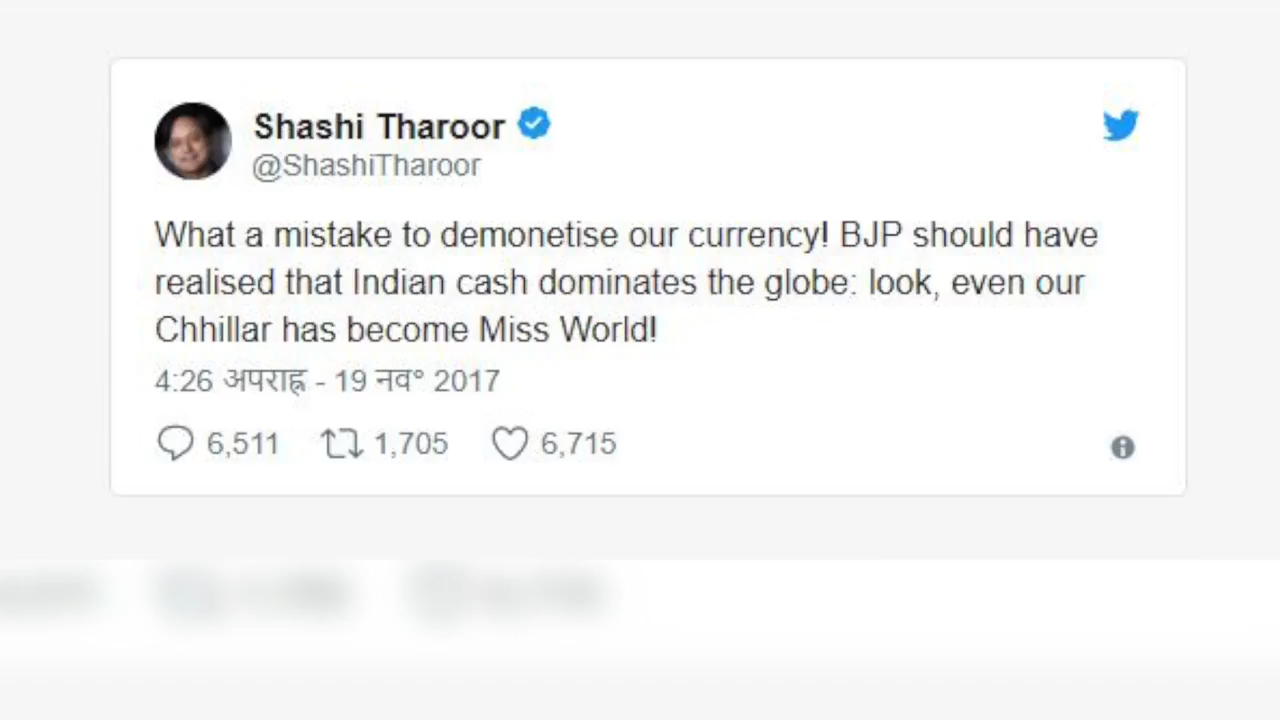 Shashi Tharoor
@ShashiTharoor
What a mistake to demonetise our currency! BJP should have
realised that Indian cash dominates the globe: look, even our
Chhillar has become Miss World!
4:26 अपराह्न - 19 नव॰ 2017
6,511 1,705 6,715